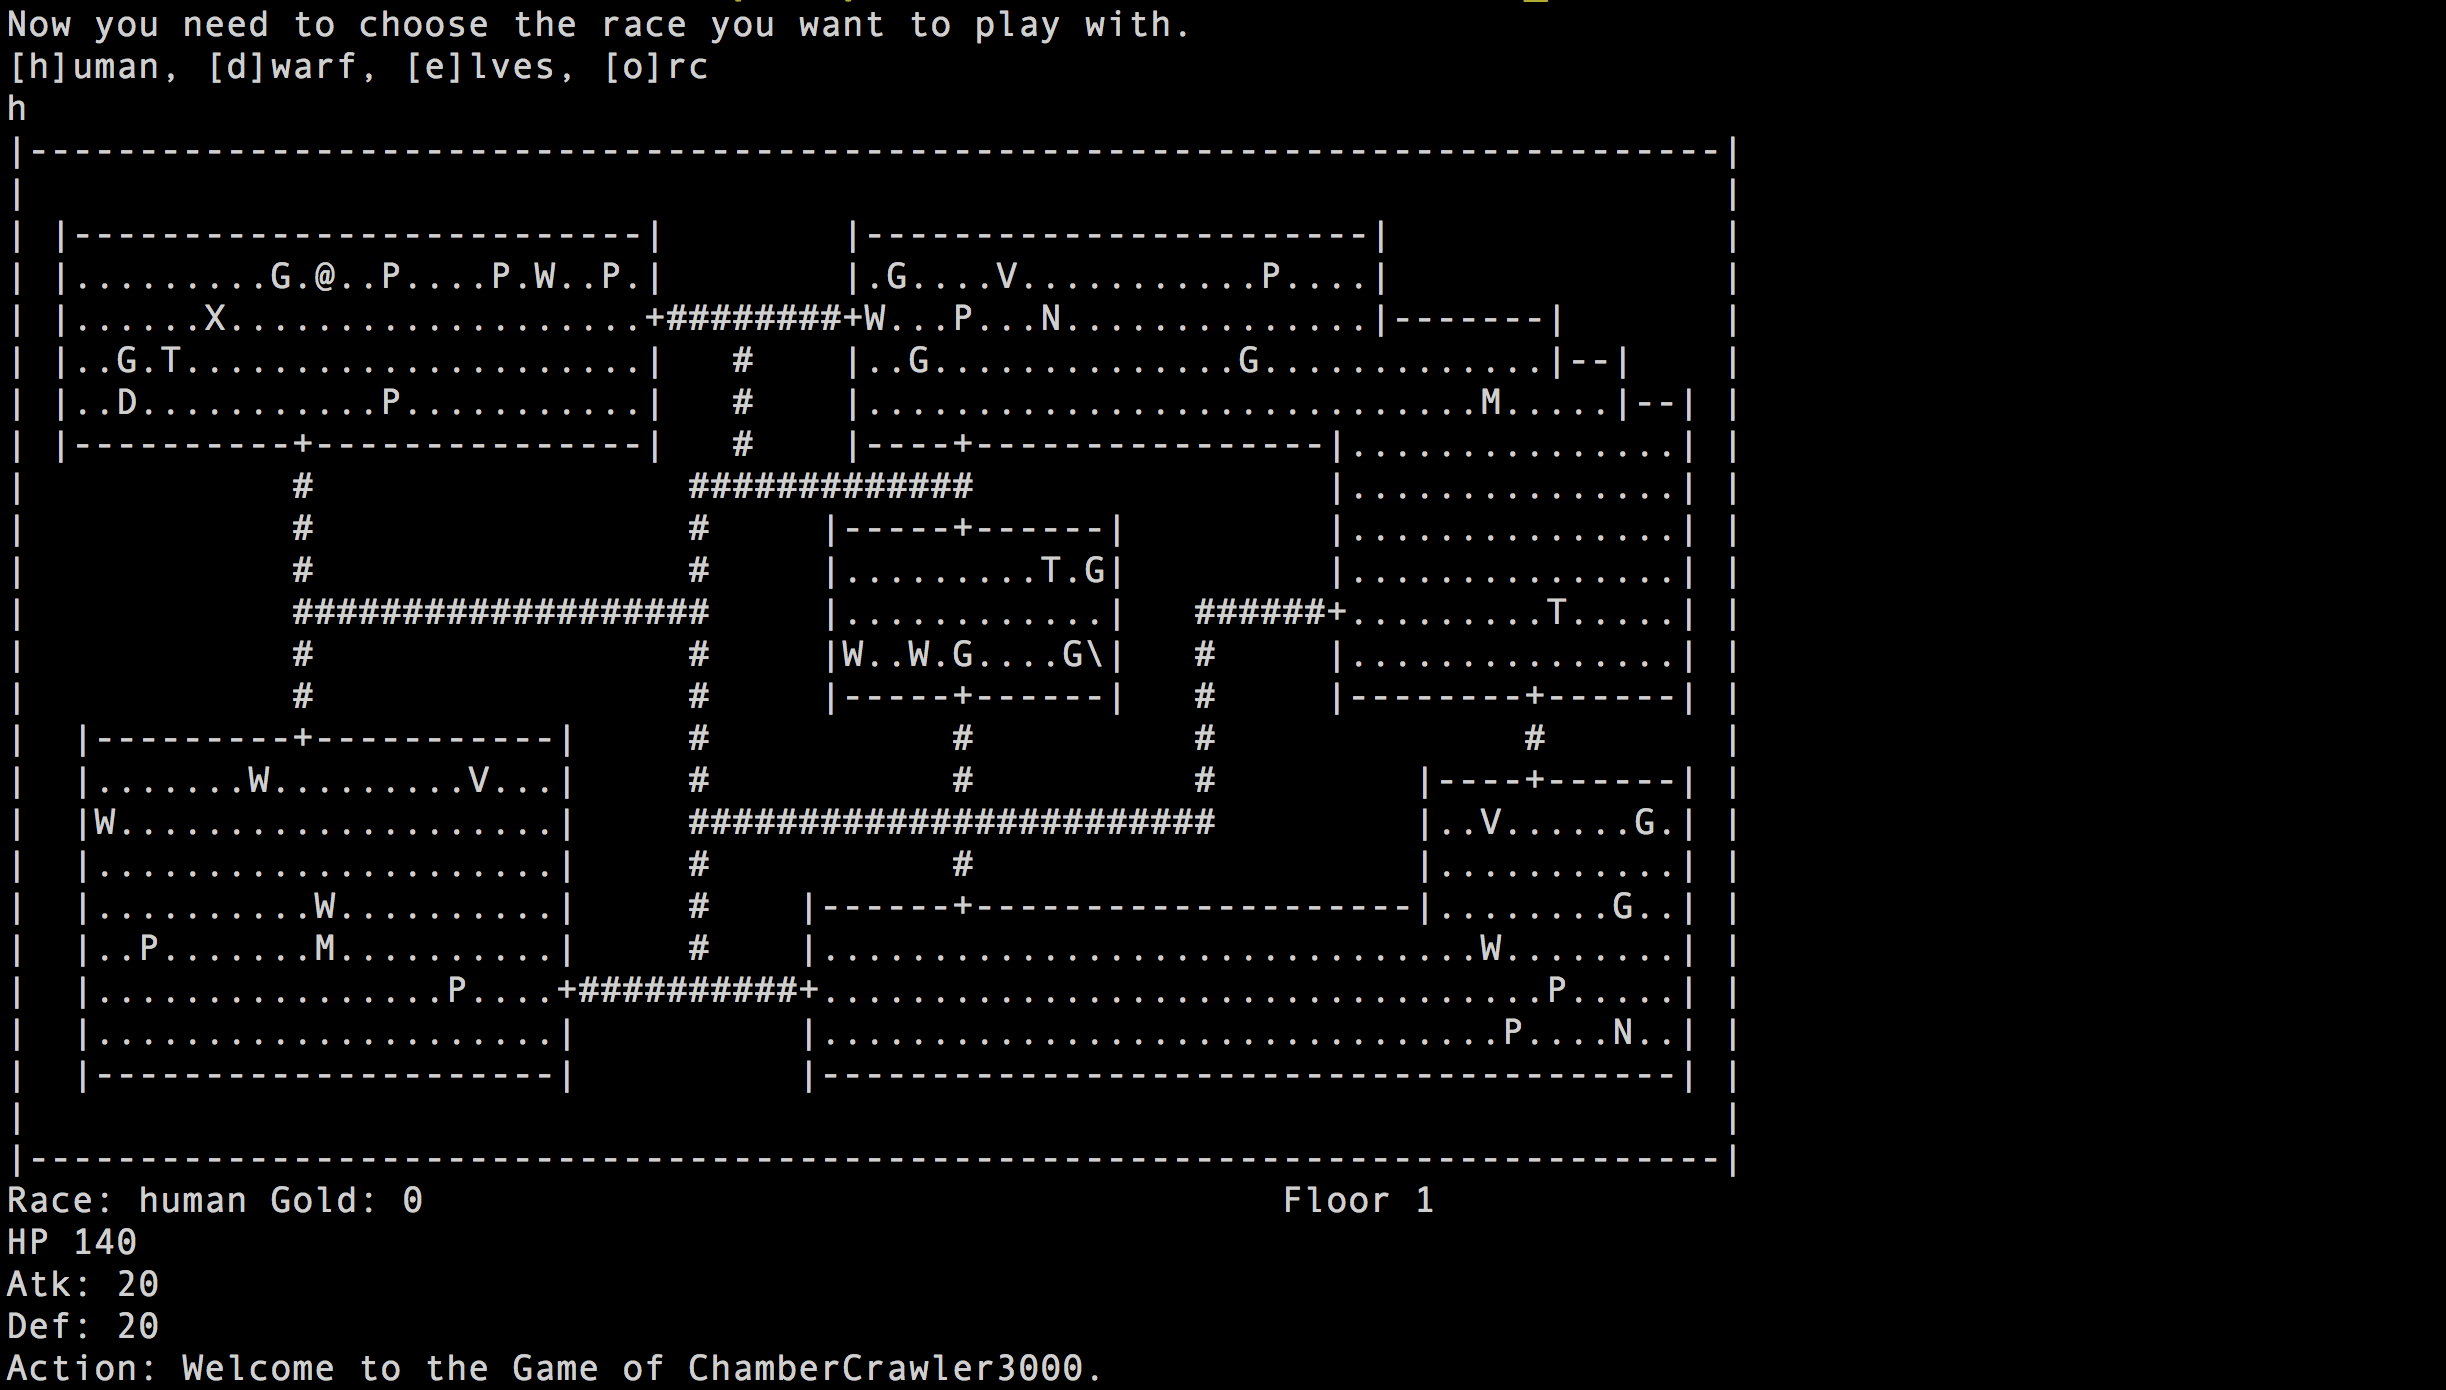 Now you need to choose the race you want to play with.
[h]uman, [d]warf, [e]lves, [o]rc
h
|-----------------------------------------------------------------------------|
|                                                                             |
| |--------------------------|        |-----------------------|               |
| |.........G.@..P....P.W..P.|        |.G....V...........P....|               |
| |......X...................+########+W...P...N..............|-------|       |
| |..G.T.....................|   #    |..G..............G.............|--|    |
| |..D...........P...........|   #    |............................M.....|--| |
| |----------+---------------|   #    |----+----------------|...............| |
|            #                 #############                |...............| |
|            #                 #     |-----+------|         |...............| |
|            #                 #     |.........T.G|         |...............| |
|            ###################     |............|   ######+.........T.....| |
|            #                 #     |W..W.G....G\|   #     |...............| |
|            #                 #     |-----+------|   #     |--------+------| |
|  |---------+-----------|     #           #          #              #        |
|  |.......W.........V...|     #           #          #         |----+------| |
|  |W....................|     ########################         |..V......G.| |
|  |.....................|     #           #                    |...........| |
|  |..........W..........|     #    |------+--------------------|........G..| |
|  |..P.......M..........|     #    |..............................W........| |
|  |................P....+##########+.................................P.....| |
|  |.....................|          |...............................P....N..| |
|  |---------------------|          |---------------------------------------| |
|                                                                             |
|-----------------------------------------------------------------------------|
Race: human Gold: 0                                       Floor 1
HP 140
Atk: 20
Def: 20
Action: Welcome to the Game of ChamberCrawler3000.